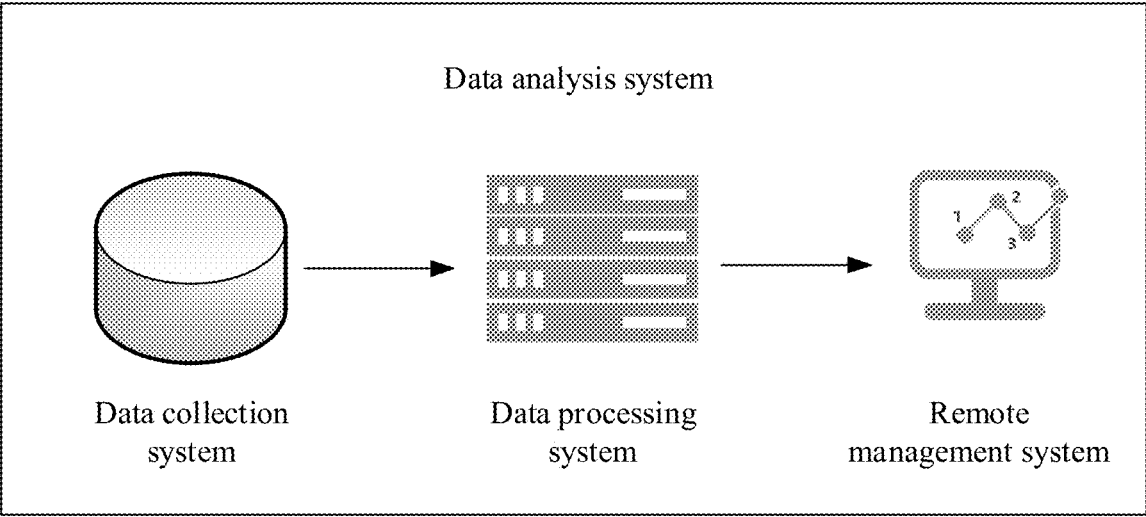 Data analysis system
1
2
3
Data collection
system
Data processing
system
Remote
management system